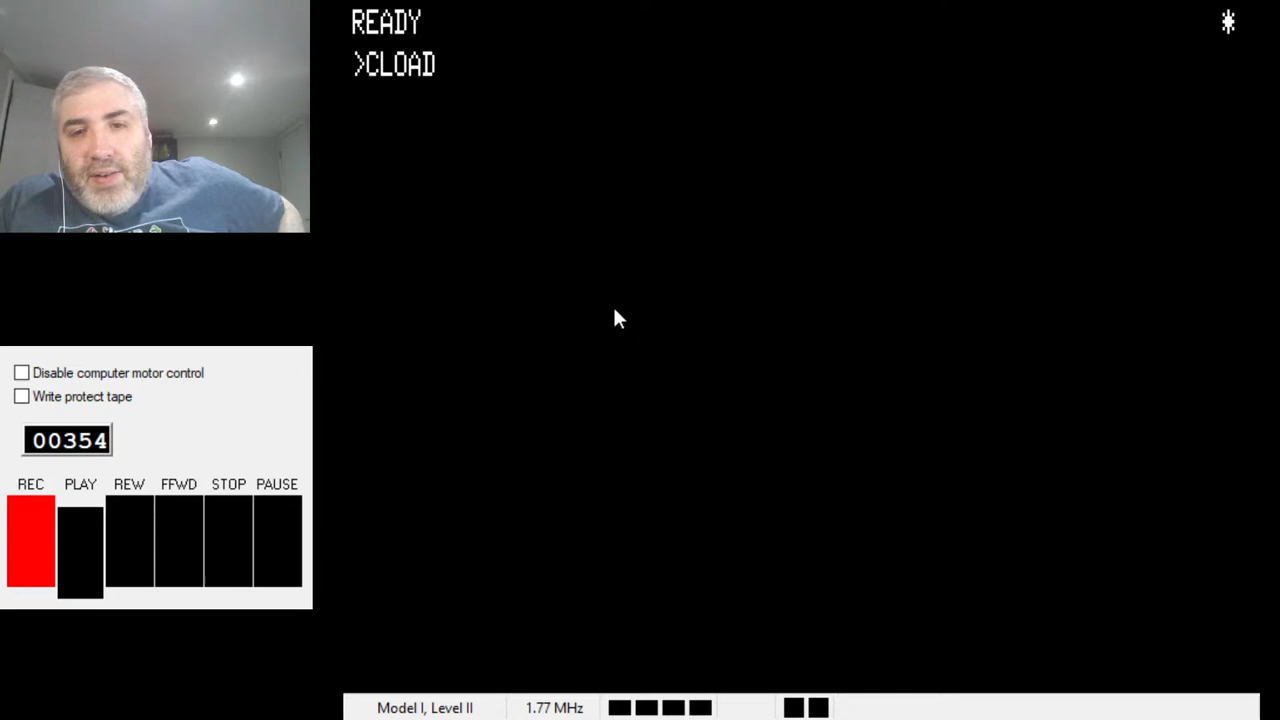 READY *
>CLOAD
Disable computer motor control
Write protect tape
00354
REC PLAY REW FFWD STOP PAUSE
Model I, Level II 1.77 MHz